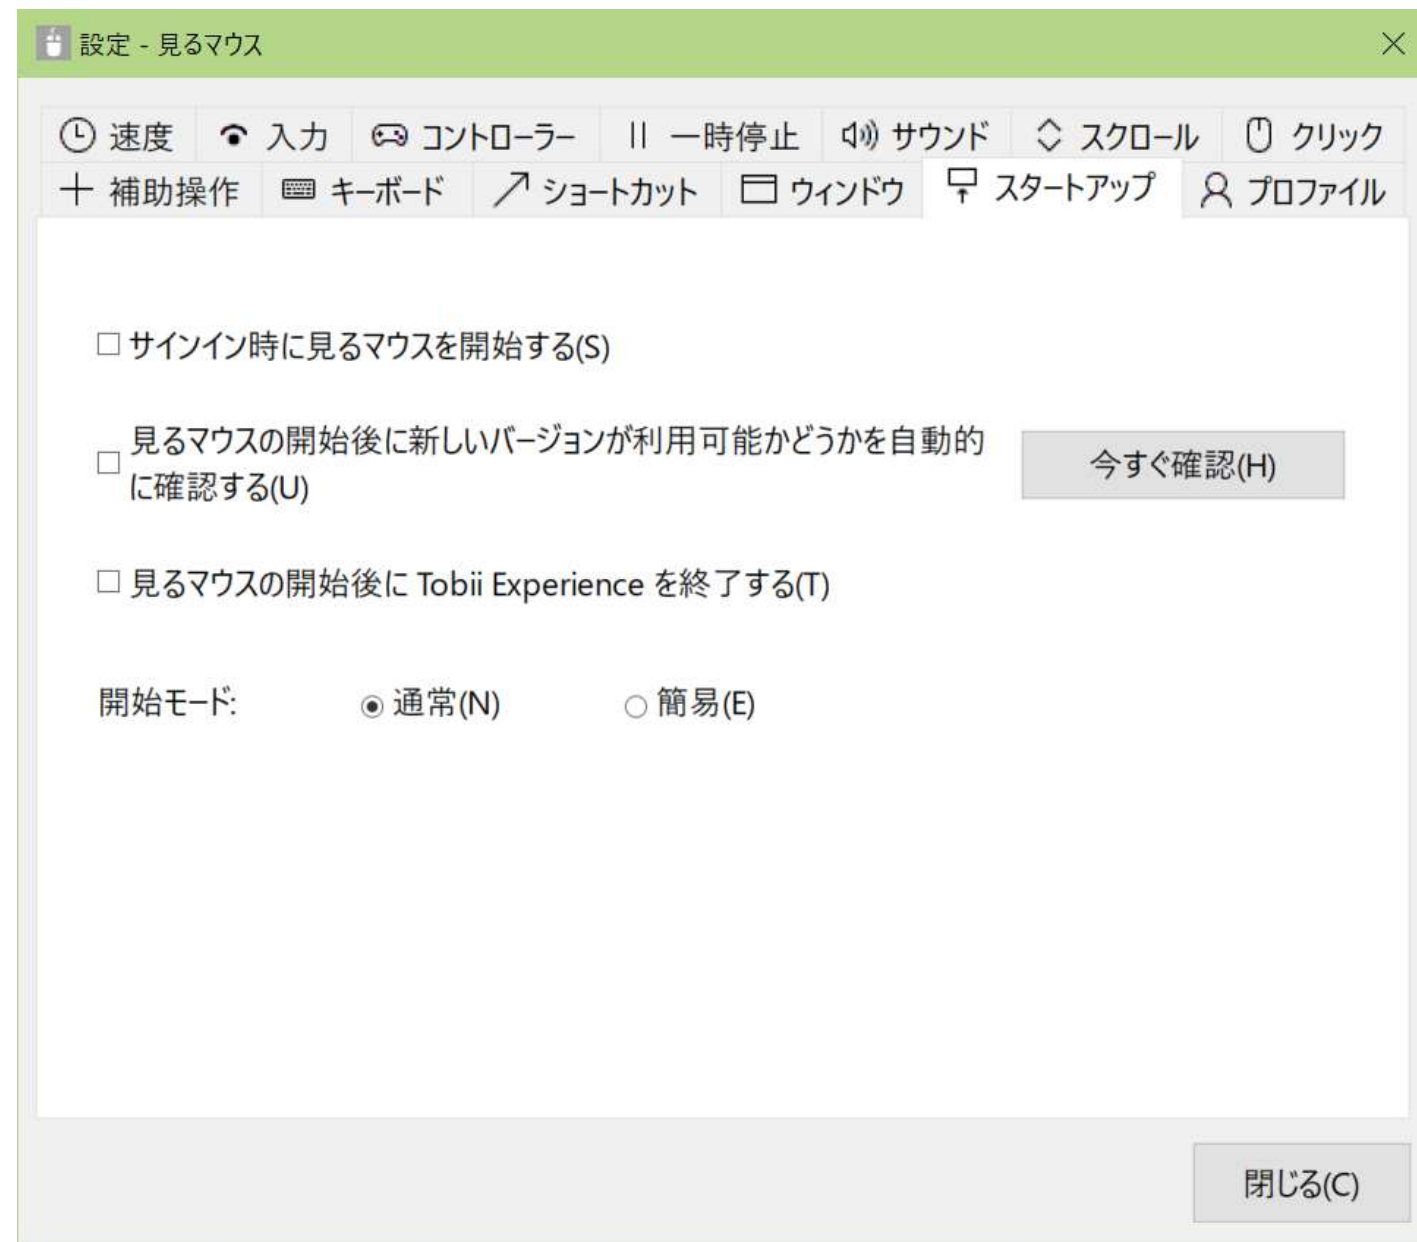 設定 - 見るマウス
速度 入力 コントローラー 一時停止 サウンド スクロール クリック
補助操作 キーボード ショートカット ウィンドウ スタートアップ プロファイル
サインイン時に見るマウスを開始する(S)
見るマウスの開始後に新しいバージョンが利用可能かどうかを自動的
に確認する(U)
今すぐ確認(H)
見るマウスの開始後に Tobii Experience を終了する(T)
開始モード: 通常(N) 簡易(E)
閉じる(C)